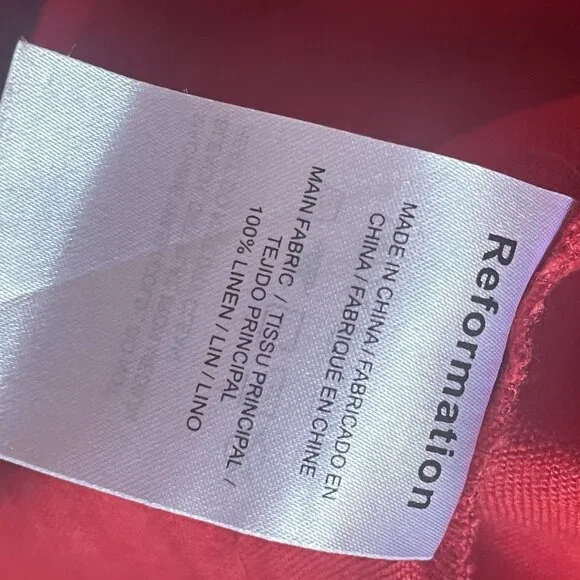 Reformation
MADE IN CHINA / FABRICADO EN
CHINA / FABRIQUÉ EN CHINE
MAIN FABRIC / TISSU PRINCIPAL /
TEJIDO PRINCIPAL
100% LINEN / LIN / LINO